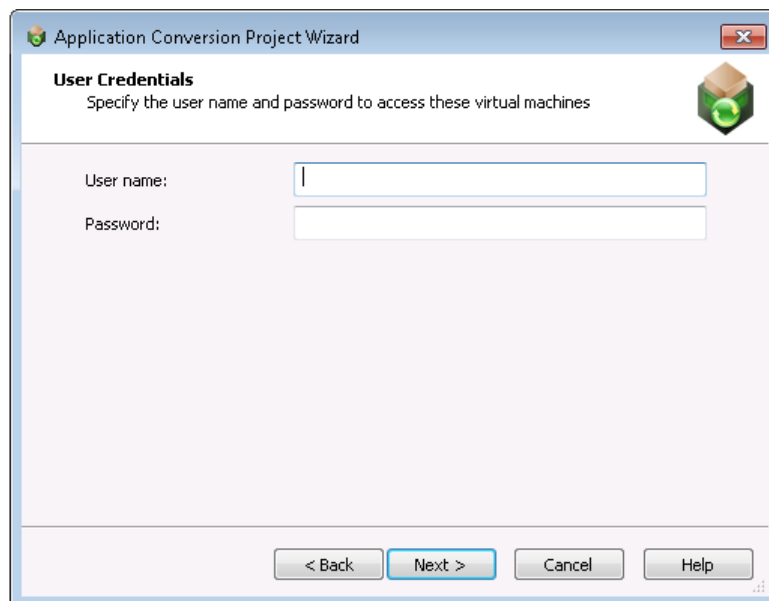 Application Conversion Project Wizard
User Credentials
Specify the user name and password to access these virtual machines
User name:
Password:
< Back Next > Cancel Help